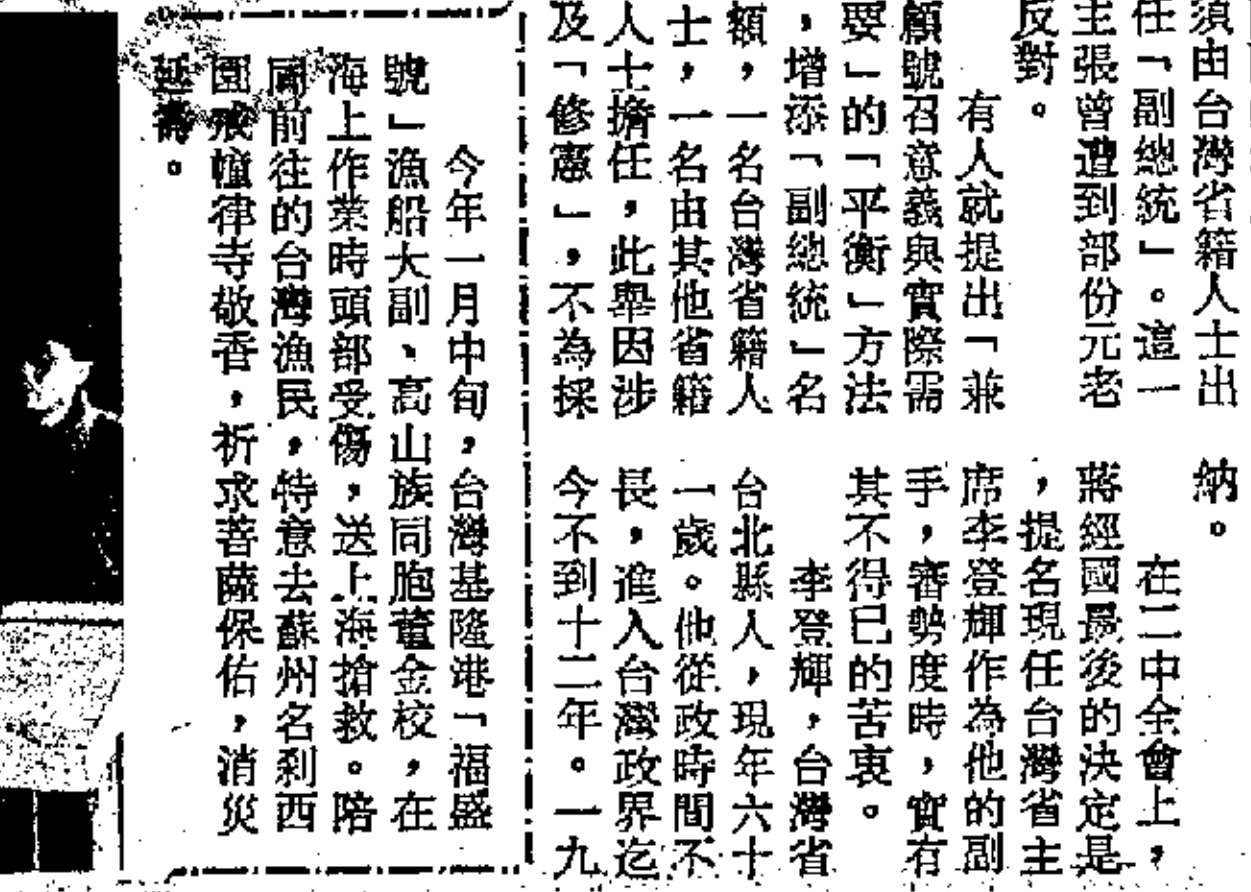 須由台灣省籍人士出
任「副總統」。這一
主張曾遭到部份元老
反對。
有人就提出「兼
顧號召意義與實際需
要」的「平衡」方法
，增添「副總統」名
額，一名台灣省籍人
士，一名由其他省籍
人士擔任，此舉因涉
及「修憲」，不為採
納。
在二中全會上，
蔣經國最後的決定是
，提名現任台灣省主
席李登輝作為他的副
手，審勢度時，實有
其不得已的苦衷。
李登輝，台灣省
台北縣人，現年六十
一歲。他從政時間不
長，進入台灣政界迄
今不到十二年。一九
今年一月中旬，台灣基隆港「福盛
號」漁船大副、高山族同胞董金校，在
海上作業時頭部受傷，送上海搶救。陪
同前往的台灣漁民，特意去蘇州名剎西
園戒幢律寺敬香，祈求菩薩保佑，消災
延壽。